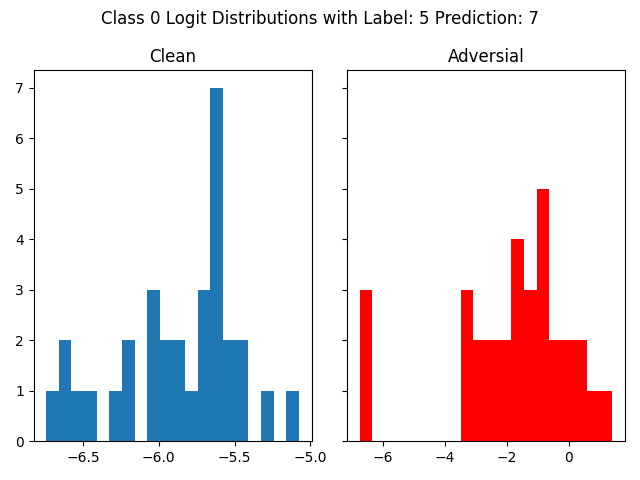 Class 0 Logit Distributions with Label: 5 Prediction: 7
Clean
Adversial
7
6
5
4
3
2
1
0
−6.5 −6.0 −5.5 −5.0
−6 −4 −2 0